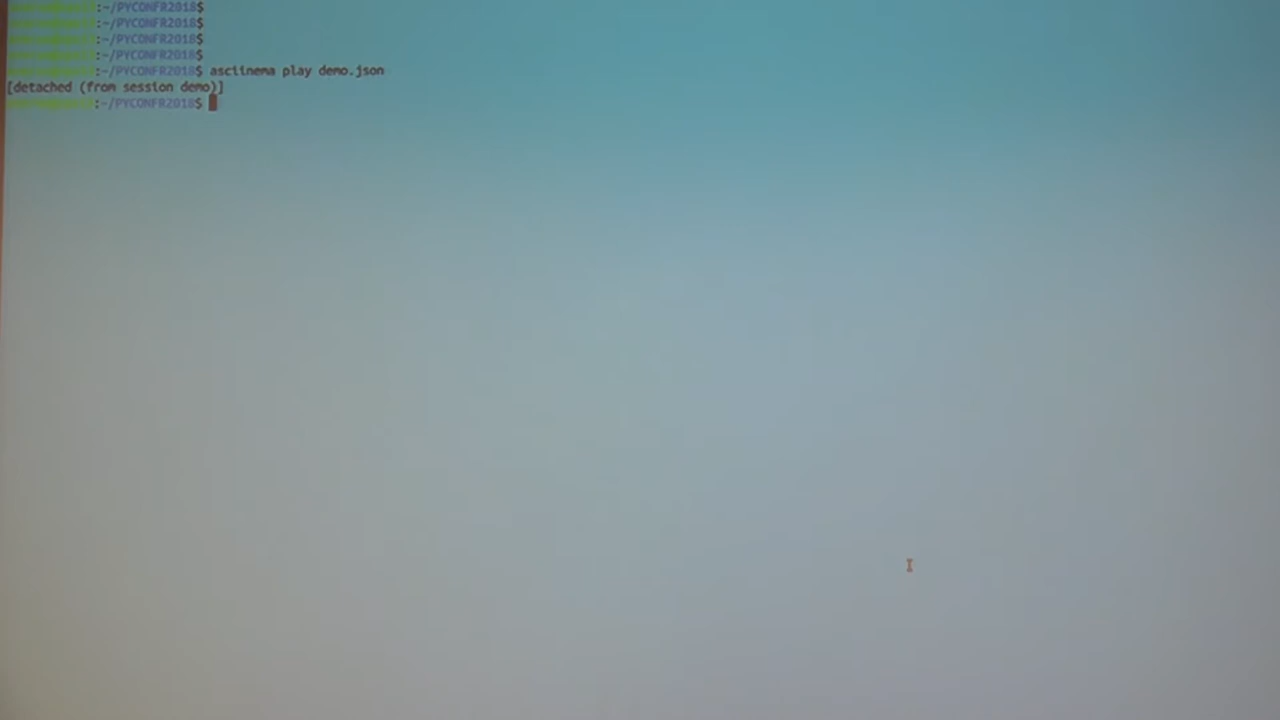 :~/PYCONFR2018$
:~/PYCONFR2018$
:~/PYCONFR2018$
:~/PYCONFR2018$
:~/PYCONFR2018$ asciinema play demo.json
[detached (from session demo)]
:~/PYCONFR2018$